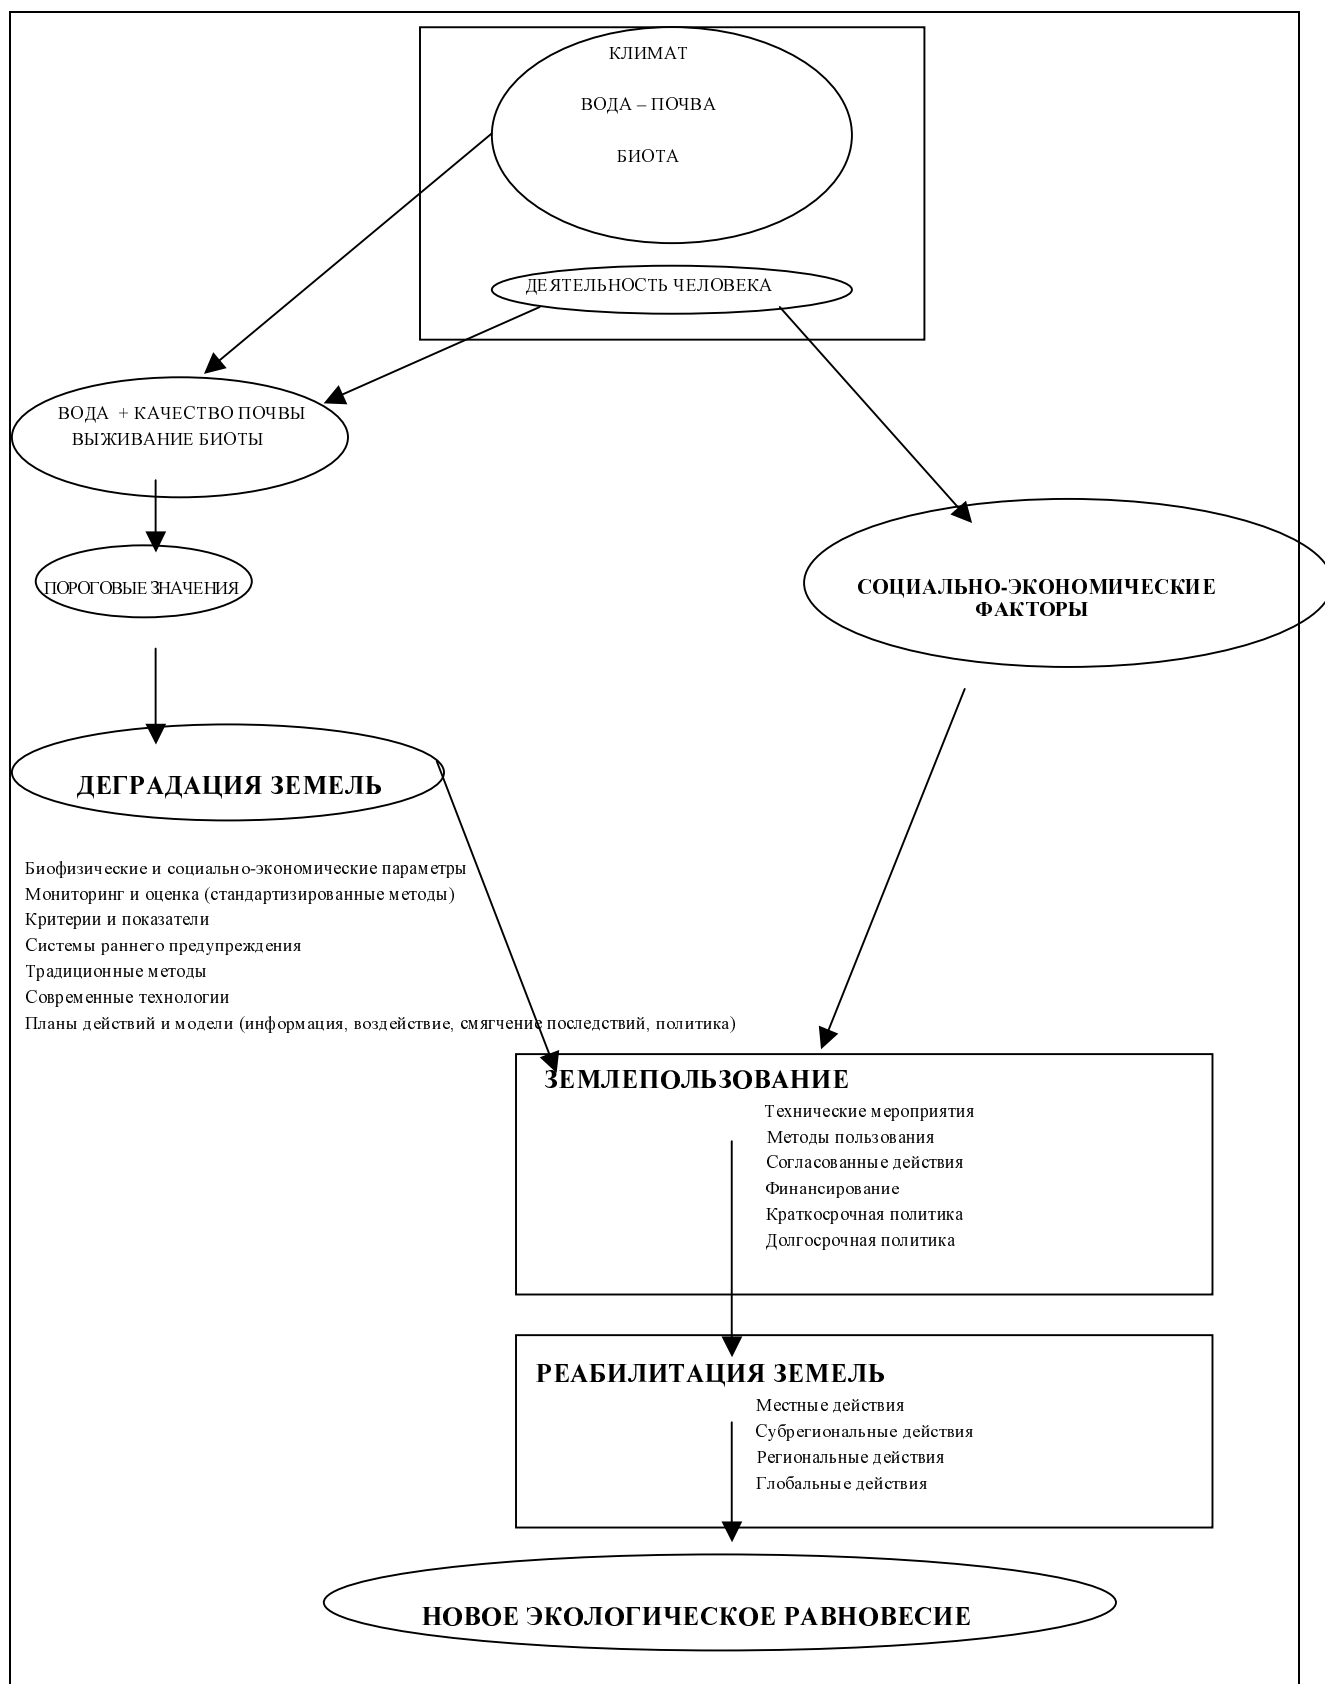 КЛИМАТ
ВОДА – ПОЧВА
БИОТА
ДЕЯТЕЛЬНОСТЬ ЧЕЛОВЕКА
ВОДА + КАЧЕСТВО ПОЧВЫ
ВЫЖИВАНИЕ БИОТЫ
ПОРОГОВЫЕ ЗНАЧЕНИЯ
СОЦИАЛЬНО-ЭКОНОМИЧЕСКИЕ
ФАКТОРЫ
ДЕГРАДАЦИЯ ЗЕМЕЛЬ
Биофизические и социально-экономические параметры
Мониторинг и оценка (стандартизированные методы)
Критерии и показатели
Системы раннего предупреждения
Традиционные методы
Современные технологии
Планы действий и модели (информация, воздействие, смягчение последствий, политика)
ЗЕМЛЕПОЛЬЗОВАНИЕ
Технические мероприятия
Методы пользования
Согласованные действия
Финансирование
Краткосрочная политика
Долгосрочная политика
РЕАБИЛИТАЦИЯ ЗЕМЕЛЬ
Местные действия
Субрегиональные действия
Региональные действия
Глобальные действия
НОВОЕ ЭКОЛОГИЧЕСКОЕ РАВНОВЕСИЕ